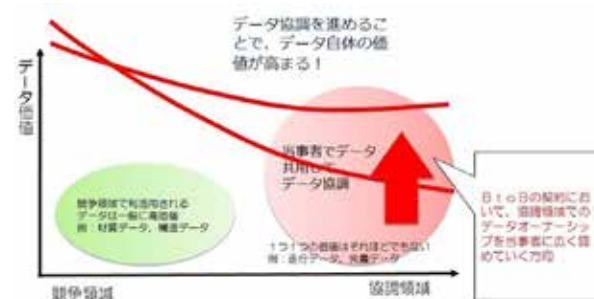 データ協調を進めるこ
とで、データ自体の価
値が高まる！
データ価値
当事者でデータ
共用して
データ協調
競争領域で利活用される
データは一般に高価値
例：材質データ、構造データ
１つ１つの価値はそれほどでもない
例：走行データ、
ＢｔｏＢの契約にお
いて、協調領域での
データオーナーシッ
プを当事者に広く認
めていく方向
競争領域
協調領域